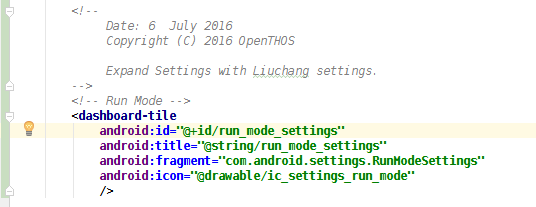 <!--
Date: 6  July 2016
Copyright (C) 2016 OpenTHOS
Expand Settings with Liuchang settings.
-->
<!-- Run Mode -->
<dashboard-tile
android:id="@+id/run_mode_settings"
android:title="@string/run_mode_settings"
android:fragment="com.android.settings.RunModeSettings"
android:icon="@drawable/ic_settings_run_mode"
/>